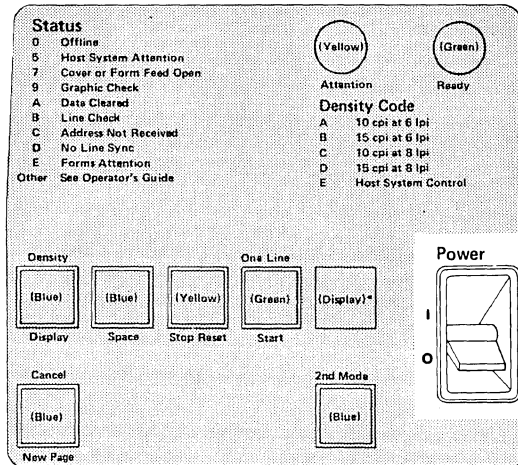 Status
0 Offline
5 Host System Attention
7 Cover or Form Feed Open
9 Graphic Check
A Data Cleared
B Line Check
C Address Not Received
D No Line Sync
E Forms Attention
Other See Operator's Guide
(Yellow)
(Green)
Attention
Ready
Density Code
A 10 cpi at 6 lpi
B 15 cpi at 6 lpi
C 10 cpi at 8 lpi
D 15 cpi at 8 lpi
E Host System Control
Density
One Line
(Blue)
(Blue)
(Yellow)
(Green)
(Display)*
Display
Space
Stop Reset
Start
Power
I
O
Cancel
2nd Mode
(Blue)
(Blue)
New Page